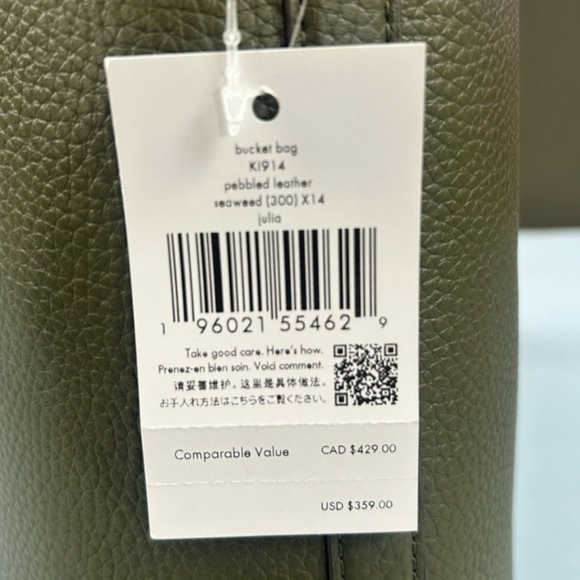 bucket bag
KI914
pebbled leather
seaweed (300) X14
julia
1 96021 55462 9
Take good care. Here's how.
Prenez-en bien soin. Voici comment.
请妥善维护。这里是具体做法。
お手入れ方法はこちらをご覧ください。
Comparable Value CAD $429.00
USD $359.00